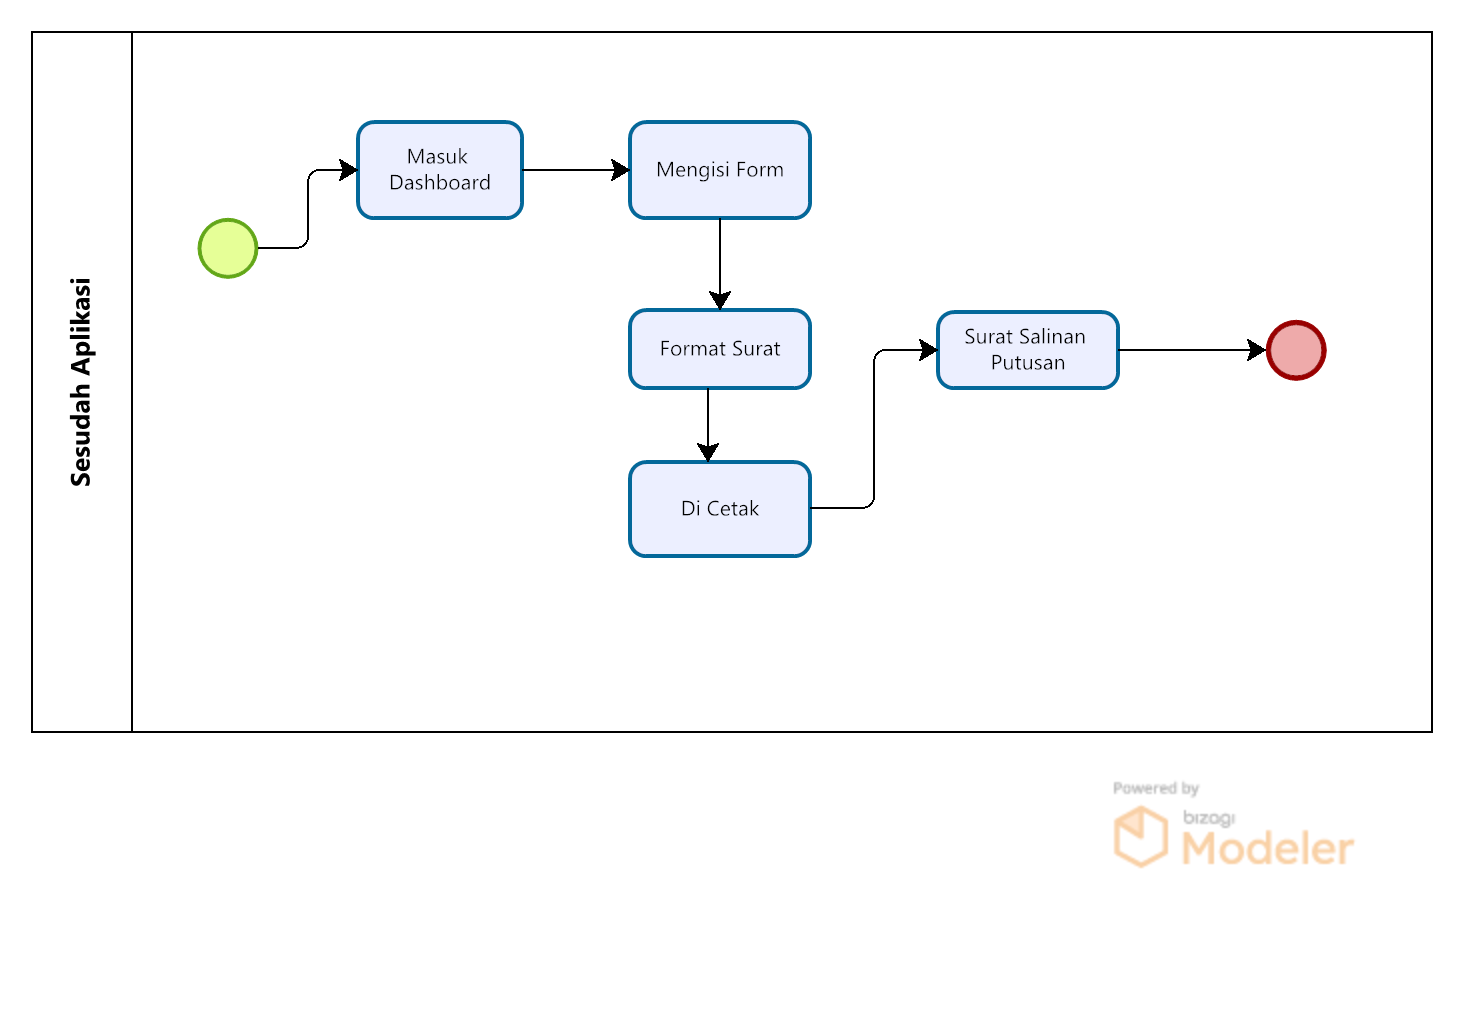 Sesudah Aplikasi
Masuk
Dashboard
Mengisi Form
Format Surat
Di Cetak
Surat Salinan
Putusan
Powered by
bizagi
Modeler